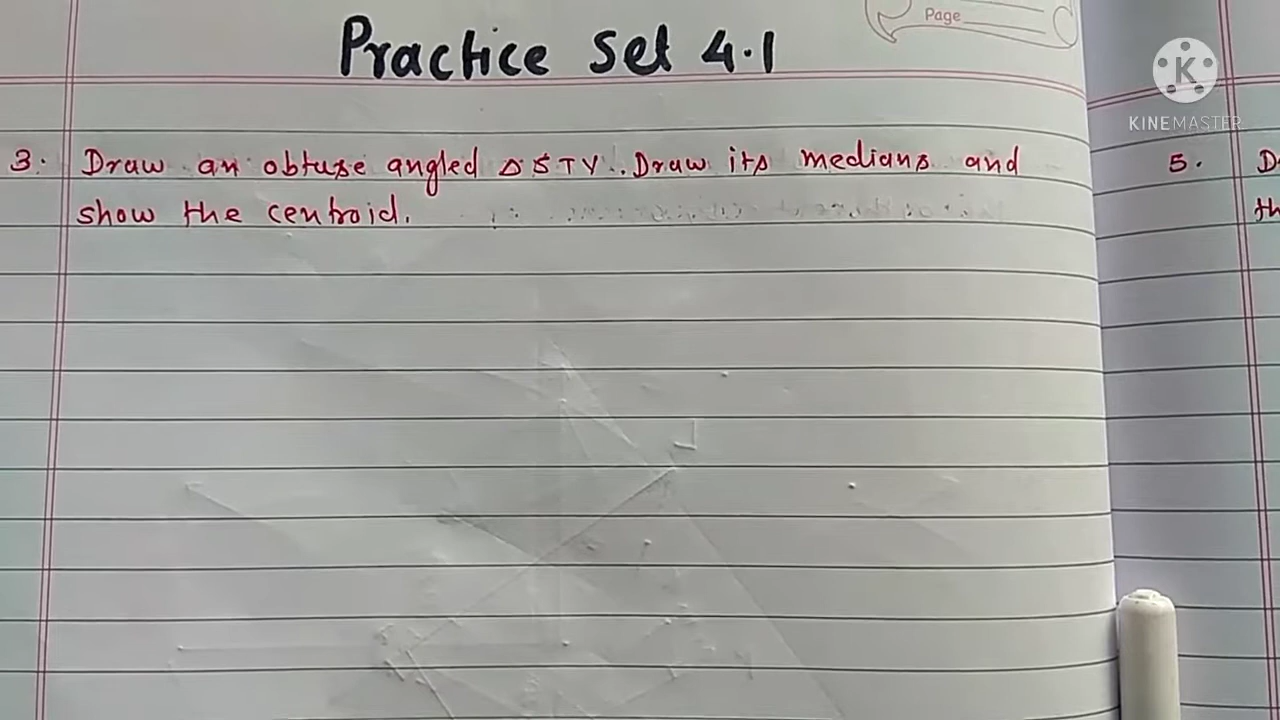 Page
K
KINEMASTER
Practice Set 4.1
3. Draw an obtuse angled △STV. Draw its medians and
show the centroid.
5.
th